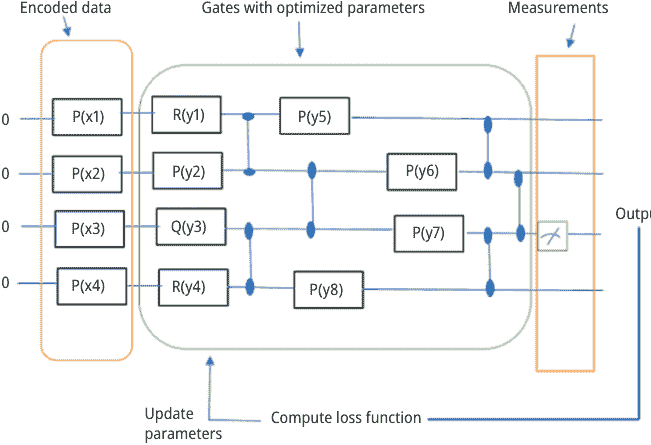 Encoded data
Gates with optimized parameters
Measurements
0 P(x1) R(y1) P(y5)
0 P(x2) P(y2) P(y6)
0 P(x3) Q(y3) P(y7)
Outpu
0 P(x4) R(y4) P(y8)
Update
parameters
Compute loss function